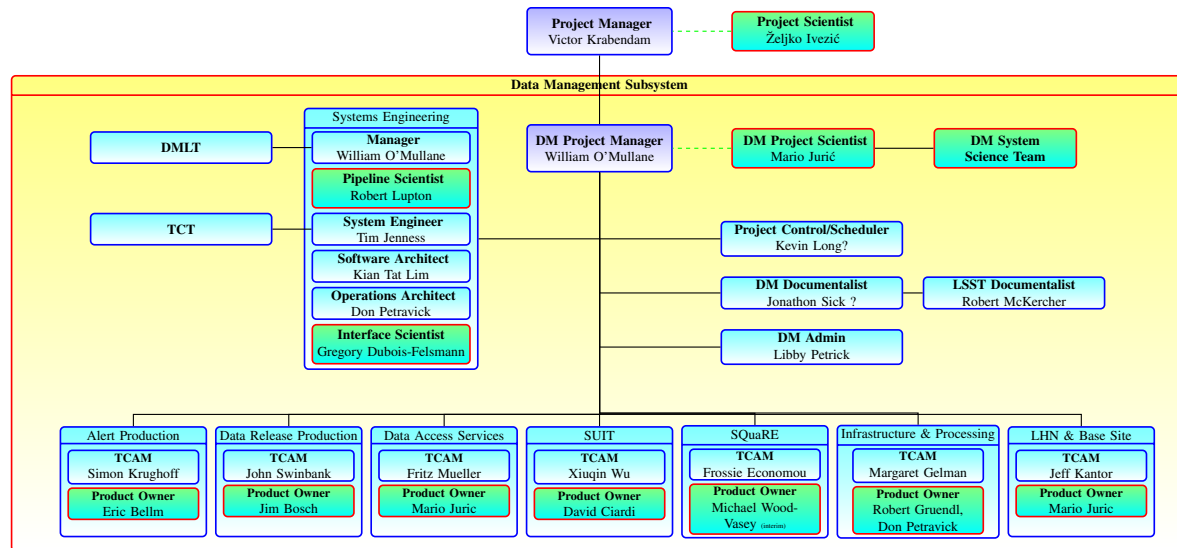 Project Manager
Victor Krabendam
Project Scientist
Željko Ivezić
Data Management Subsystem
Systems Engineering
DMLT
Manager
William O'Mullane
DM Project Manager
William O'Mullane
DM Project Scientist
Mario Jurić
DM System
Science Team
Pipeline Scientist
Robert Lupton
TCT
System Engineer
Tim Jenness
Project Control/Scheduler
Kevin Long?
Software Architect
Kian Tat Lim
Operations Architect
Don Petravick
DM Documentalist
Jonathon Sick ?
LSST Documentalist
Robert McKercher
Interface Scientist
Gregory Dubois-Felsmann
DM Admin
Libby Petrick
Alert Production
TCAM
Simon Krughoff
Product Owner
Eric Bellm
Data Release Production
TCAM
John Swinbank
Product Owner
Jim Bosch
Data Access Services
TCAM
Fritz Mueller
Product Owner
Mario Juric
SUIT
TCAM
Xiuqin Wu
Product Owner
David Ciardi
SQuaRE
TCAM
Frossie Economou
Product Owner
Michael Wood-
Vasey (interim)
Infrastructure & Processing
TCAM
Margaret Gelman
Product Owner
Robert Gruendl,
Don Petravick
LHN & Base Site
TCAM
Jeff Kantor
Product Owner
Mario Juric